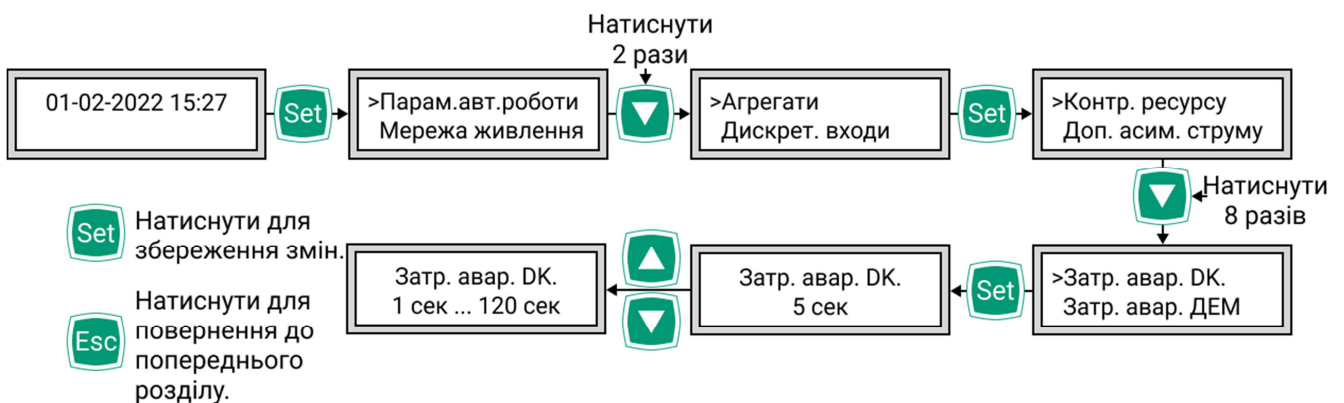 Натиснути
2 рази
01-02-2022 15:27
Set
>Парам.авт.роботи
Мережа живлення
>Агрегати
Дискрет. входи
Set
>Контр. ресурсу
Доп. асим. струму
Натиснути
8 разів
>Затр. авар. DK.
Затр. авар. ДЕМ
Set
Затр. авар. DK.
5 сек
Затр. авар. DK.
1 сек ... 120 сек
Set
Натиснути для
збереження змін.
Esc
Натиснути для
повернення до
попереднього
розділу.